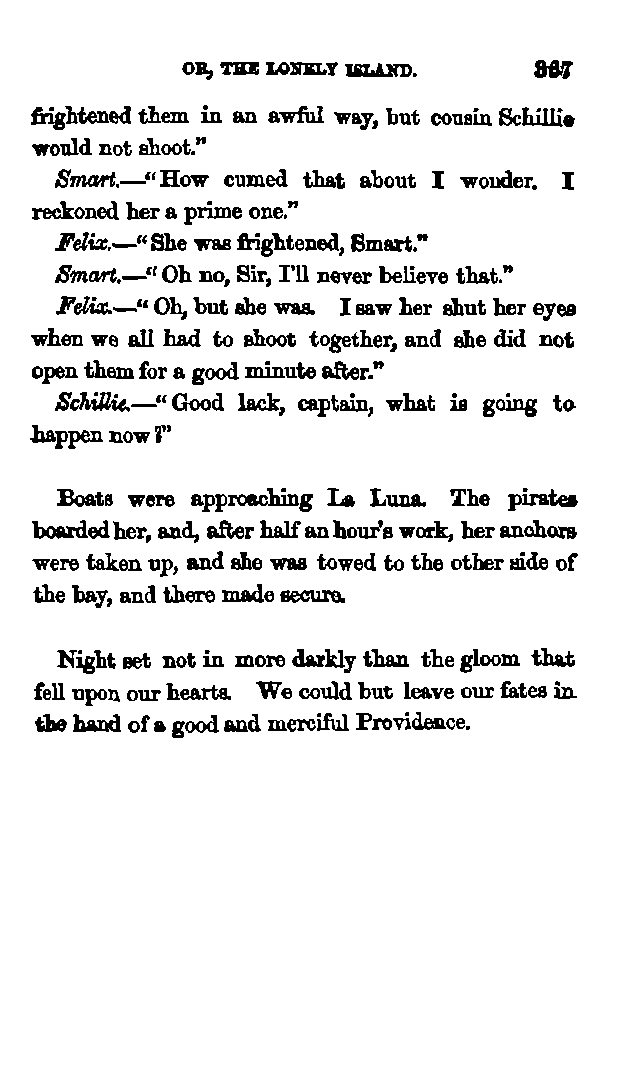 OR, THE LONELY ISLAND. 367
frightened them in an awful way, but cousin Schillie
would not shoot."
Smart.—"How cumed that about I wonder. I
reckoned her a prime one."
Felix.—"She was frightened, Smart."
Smart.—"Oh no, Sir, I'll never believe that."
Felix.—"Oh, but she was. I saw her shut her eyes
when we all had to shoot together, and she did not
open them for a good minute after."
Schillie.—"Good lack, captain, what is going to
happen now?"
Boats were approaching La Luna. The pirates
boarded her, and, after half an hour's work, her anchors
were taken up, and she was towed to the other side of
the bay, and there made secure.
Night set not in more darkly than the gloom that
fell upon our hearts. We could but leave our fates in
the hand of a good and merciful Providence.